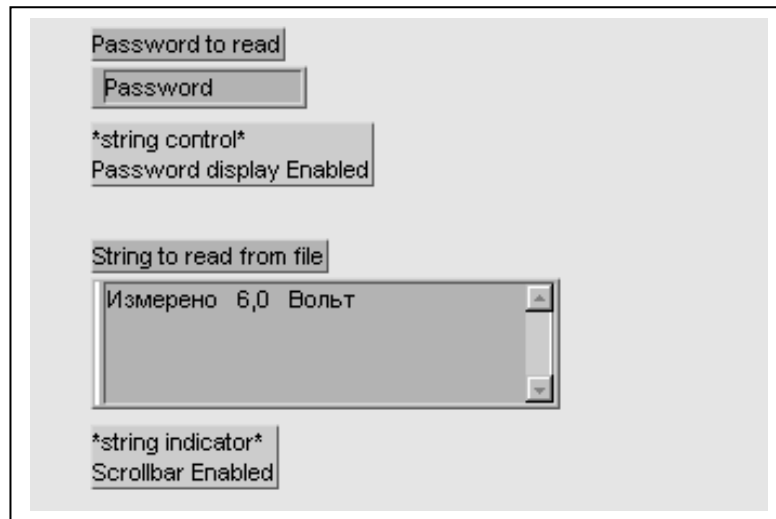 Password to read
Password
*string control*
Password display Enabled
String to read from file
Измерено 6,0 Вольт
*string indicator*
Scrollbar Enabled